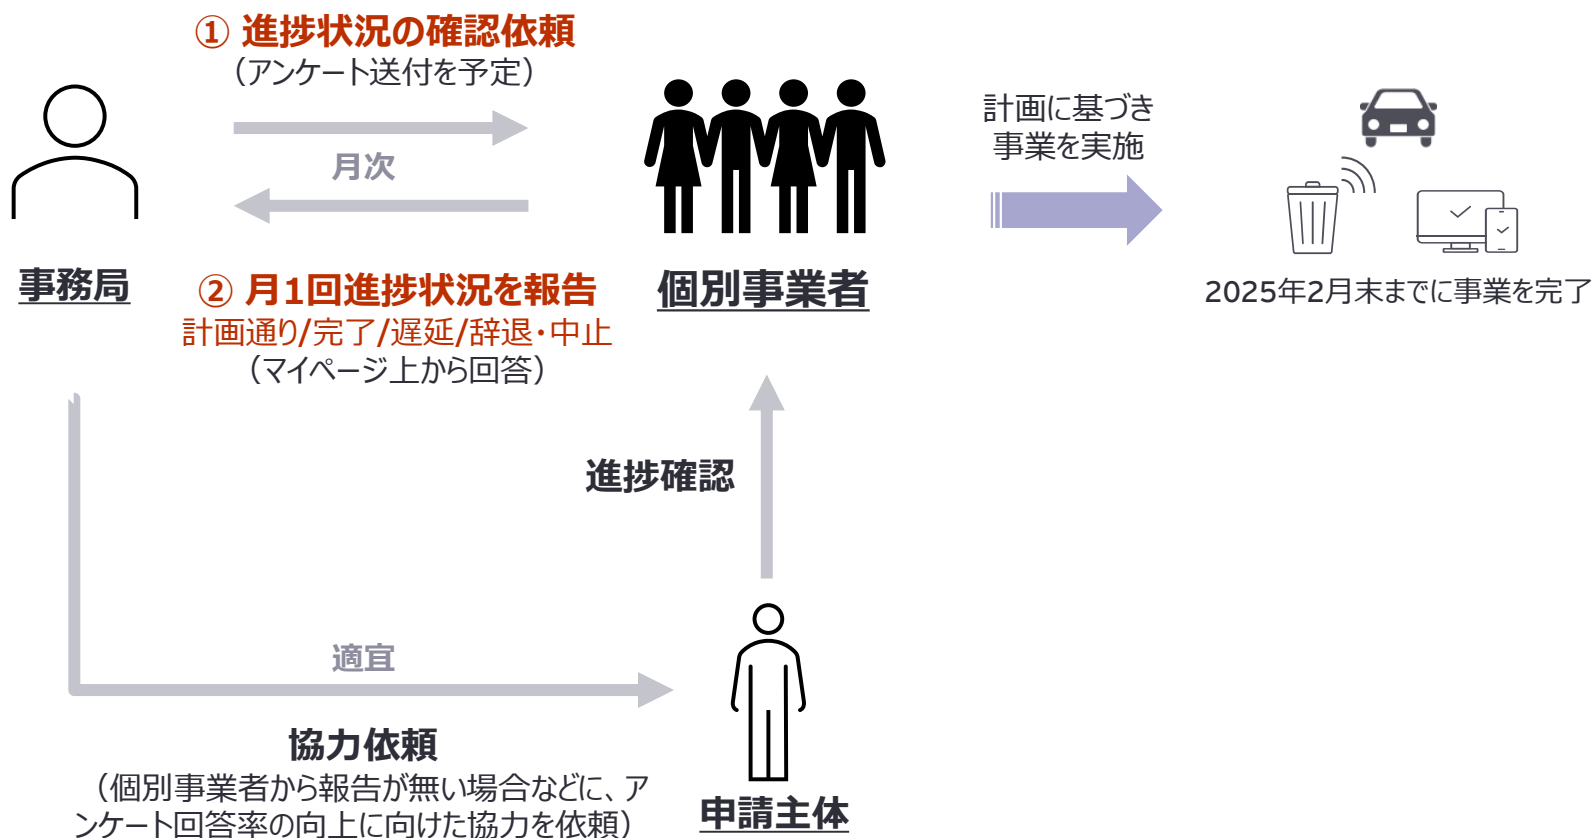 ① 進捗状況の確認依頼
（アンケート送付を予定）
月次
事務局
② 月1回進捗状況を報告
計画通り/完了/遅延/辞退・中止
（マイページ上から回答）
個別事業者
計画に基づき
事業を実施
2025年2月末までに事業を完了
進捗確認
適宜
協力依頼
（個別事業者から報告が無い場合などに、ア
ンケート回答率の向上に向けた協力を依頼）
申請主体